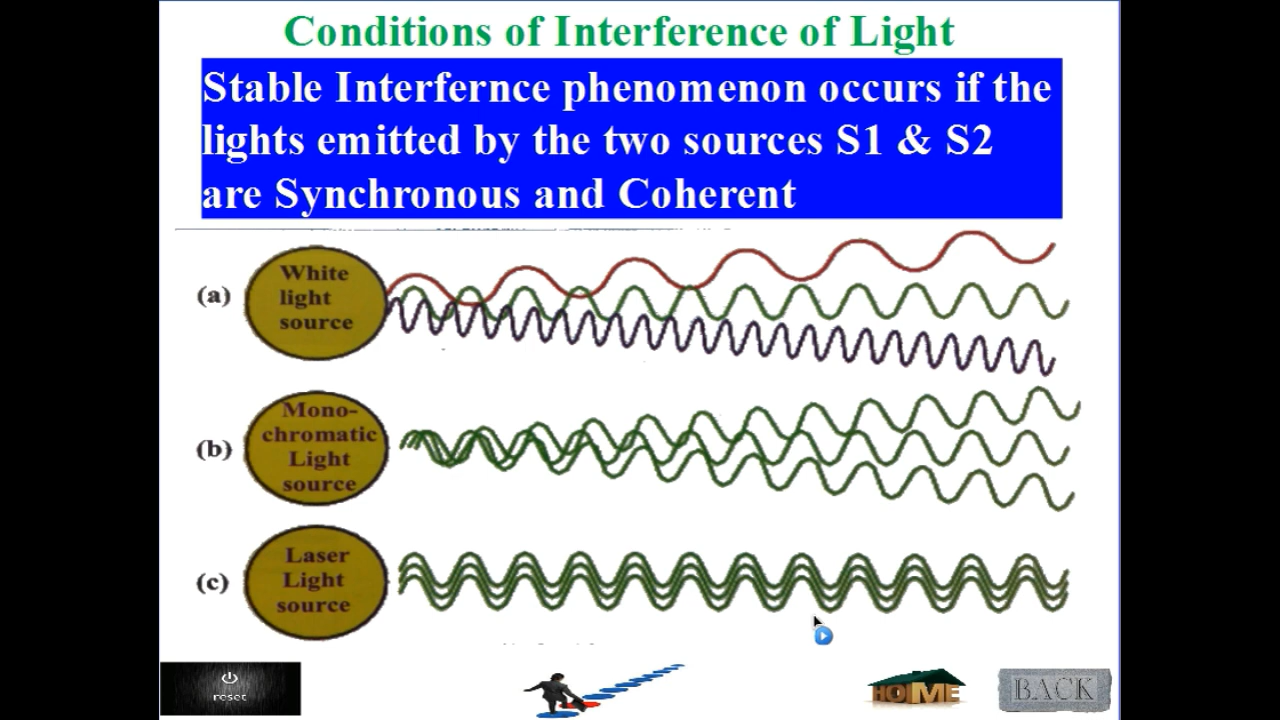 Conditions of Interference of Light
Stable Interfernce phenomenon occurs if the
lights emitted by the two sources S1 & S2
are Synchronous and Coherent
(a)
White
light
source
(b)
Mono-
chromatic
Light
source
(c)
Laser
Light
source
reset
HOME
BACK